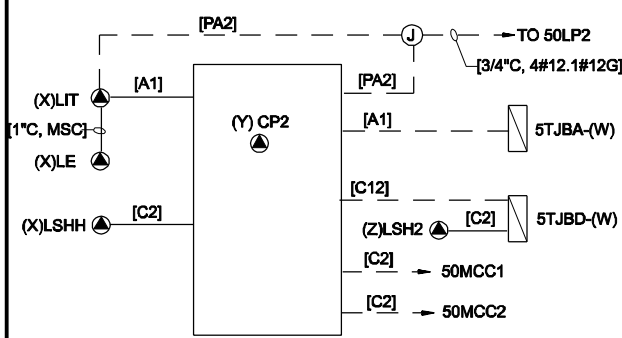 [PA2]
J
TO 50LP2
[3/4"C, 4#12.1#12G]
[A1]
[PA2]
(X)LIT
(Y) CP2
[A1]
[1"C, MSC]
5TJBA-(W)
(X)LE
[C12]
[C2]
[C2]
5TJBD-(W)
(X)LSHH
(Z)LSH2
[C2]
50MCC1
[C2]
50MCC2